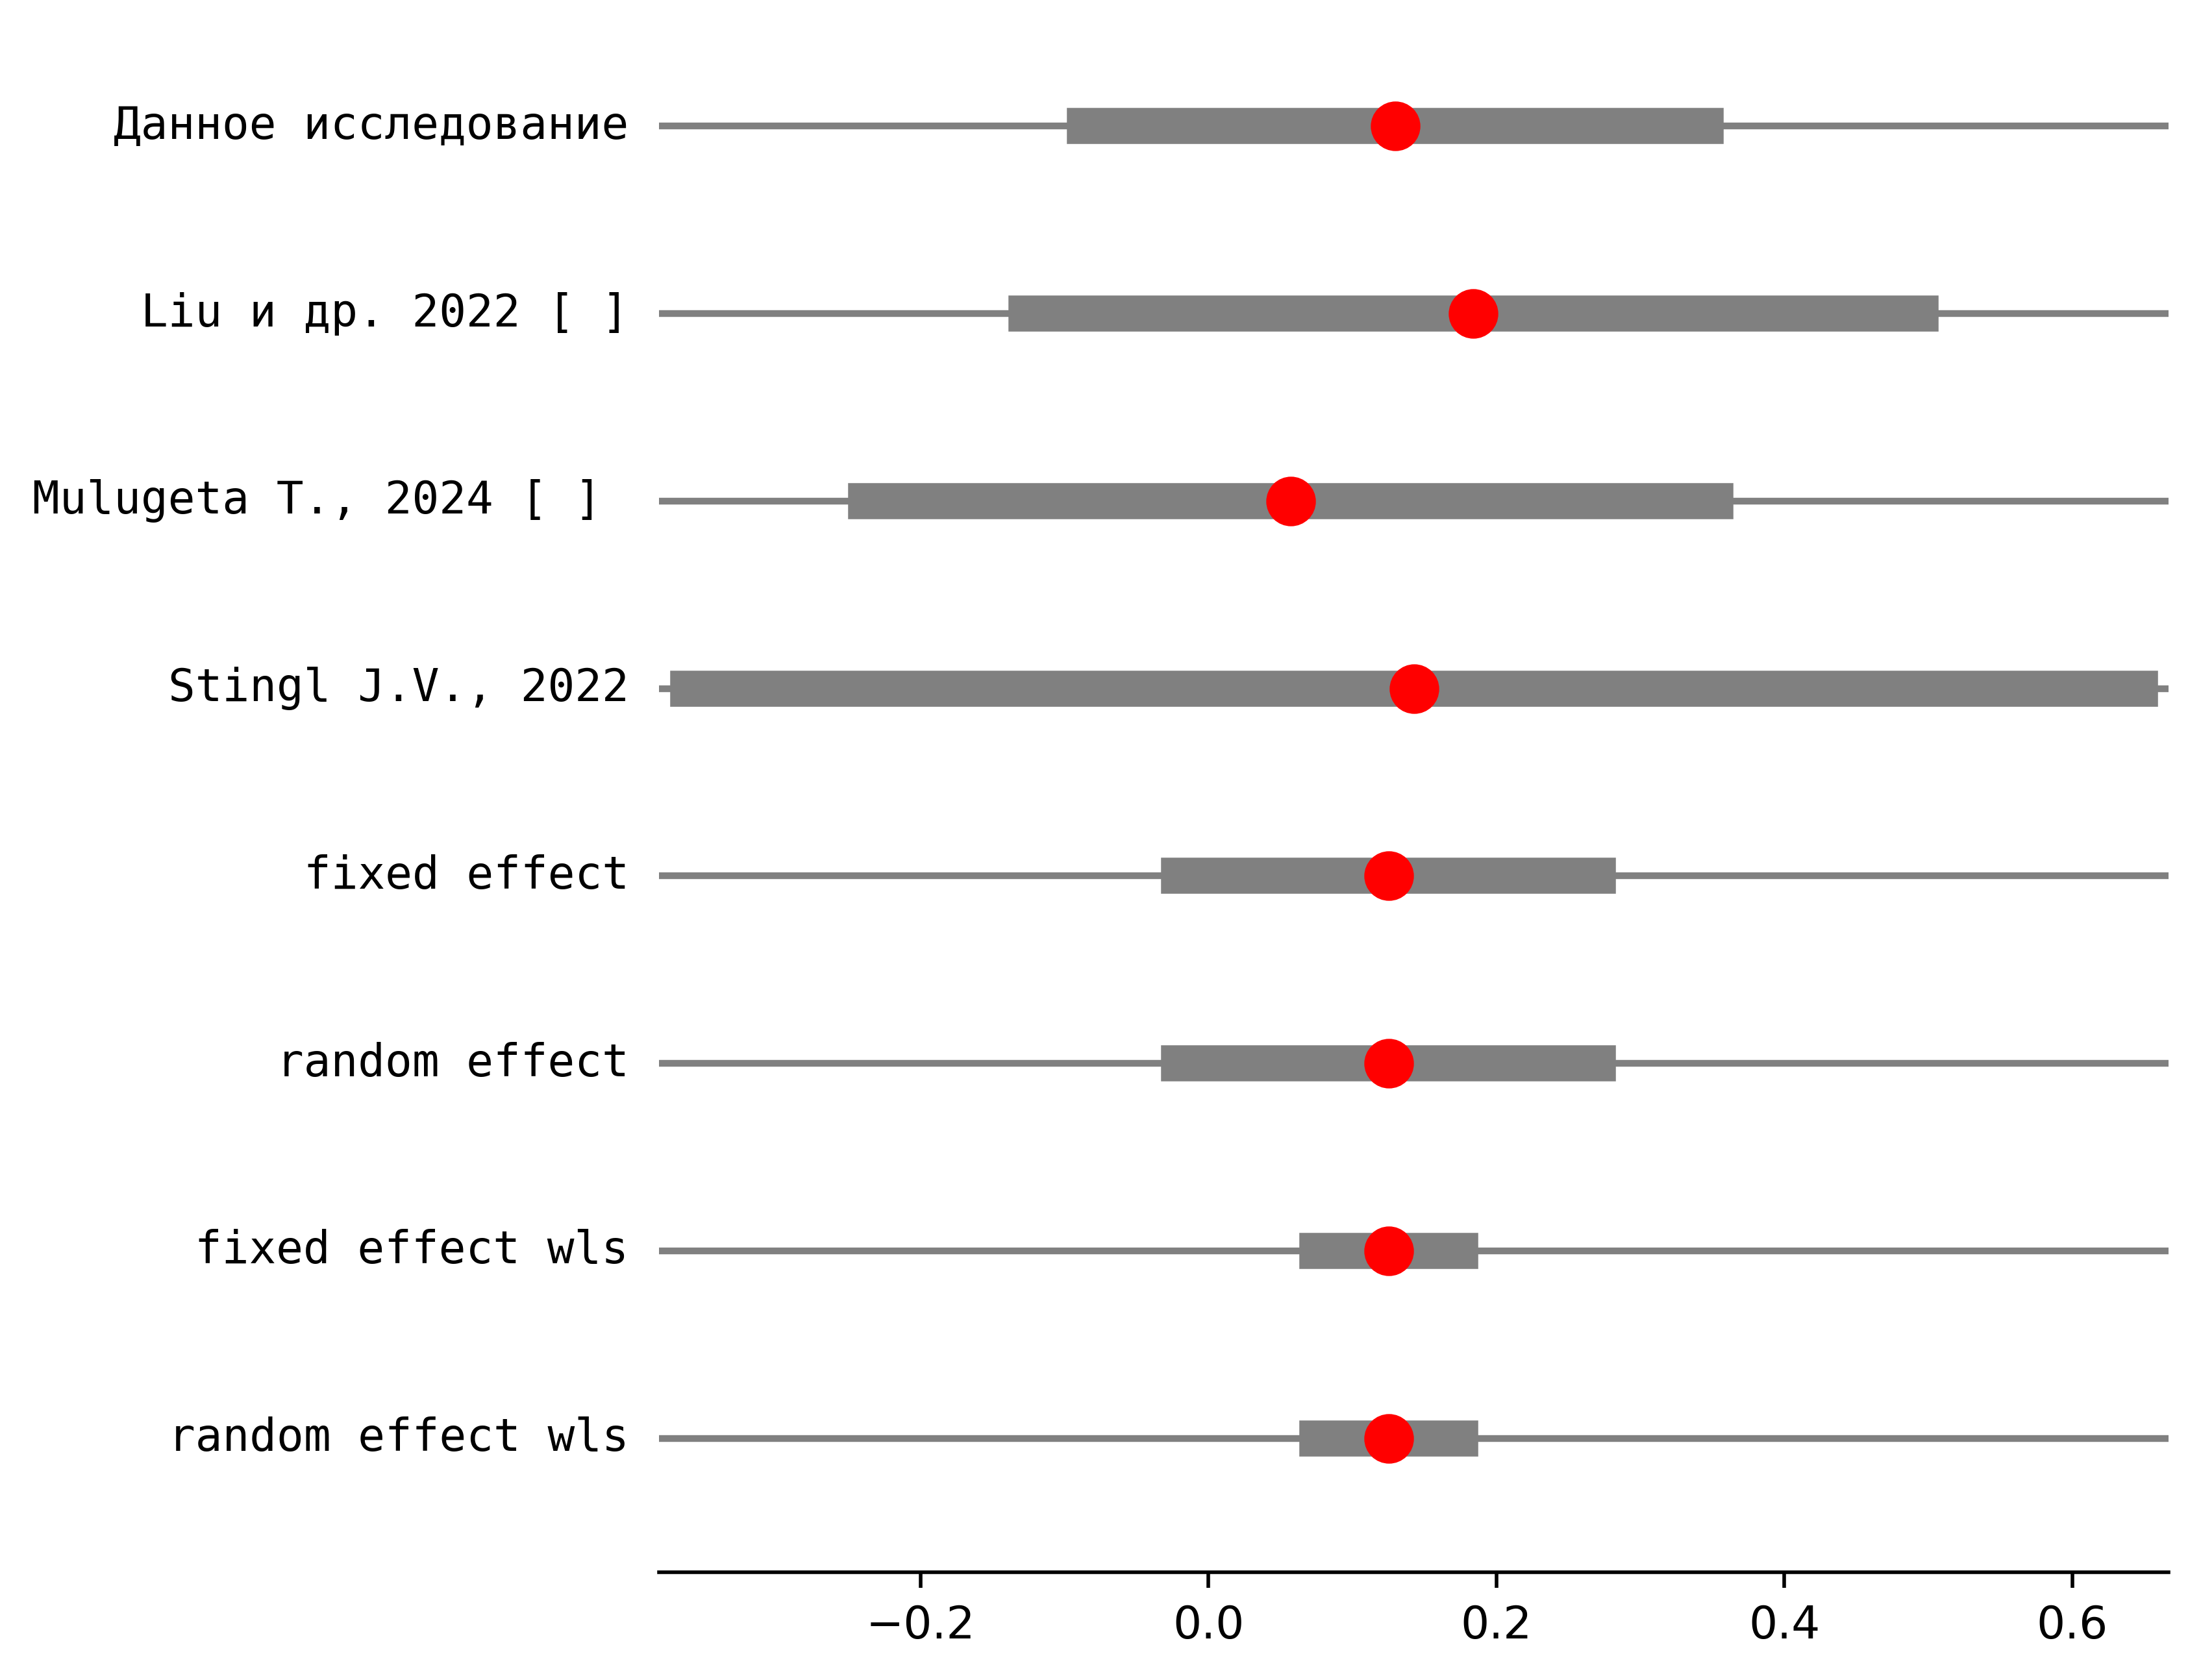 Данное исследование
Liu и др. 2022 [ ]
Mulugeta T., 2024 [ ]
Stingl J.V., 2022
fixed effect
random effect
fixed effect wls
random effect wls
−0.2 0.0 0.2 0.4 0.6